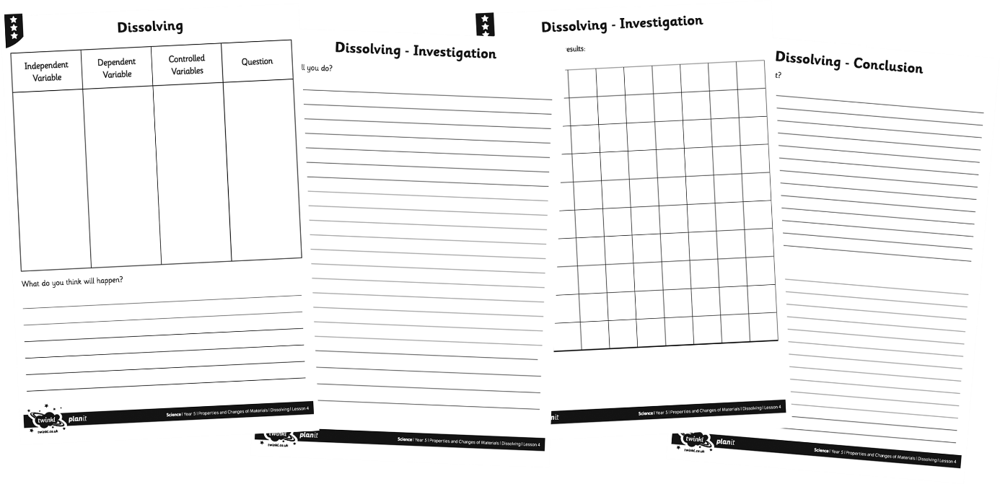 Dissolving
Independent
Variable
Dependent
Variable
Controlled
Variables
Question
What do you think will happen?
twinkl
twinkl.co.uk
planit
Science | Year 5 | Properties and Changes of Materials | Dissolving | Lesson 4
Dissolving - Investigation
ll you do?
twinkl
twinkl.co.uk
planit
Science | Year 5 | Properties and Changes of Materials | Dissolving | Lesson 4
Dissolving - Investigation
esults:
nit
Science | Year 5 | Properties and Changes of Materials | Dissolving | Lesson 4
Dissolving - Conclusion
t?
twinkl
twinkl.co.uk
planit
Science | Year 5 | Properties and Changes of Materials | Dissolving | Lesson 4